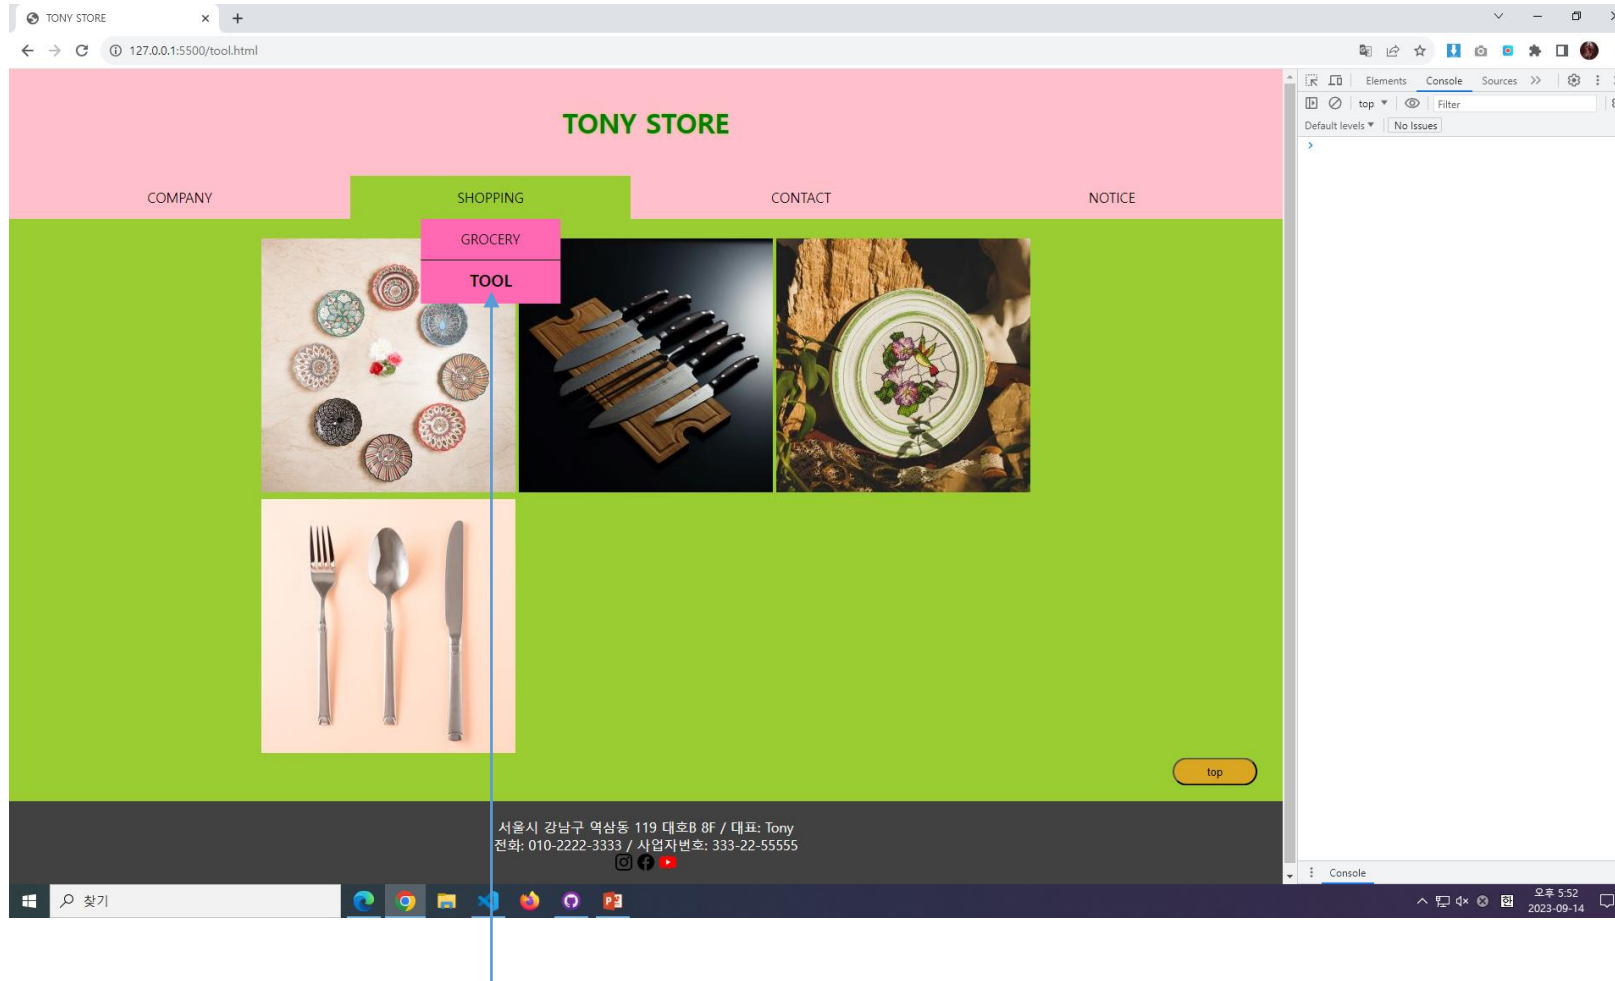 TONY STORE
127.0.0.1:5500/tool.html
Elements Console Sources
top Filter
Default levels No Issues
TONY STORE
COMPANY SHOPPING CONTACT NOTICE
GROCERY
TOOL
top
서울시 강남구 역삼동 119 대호B 8F / 대표: Tony
전화: 010-2222-3333 / 사업자번호: 333-22-55555
Console
찾기
한
오후 5:52
2023-09-14